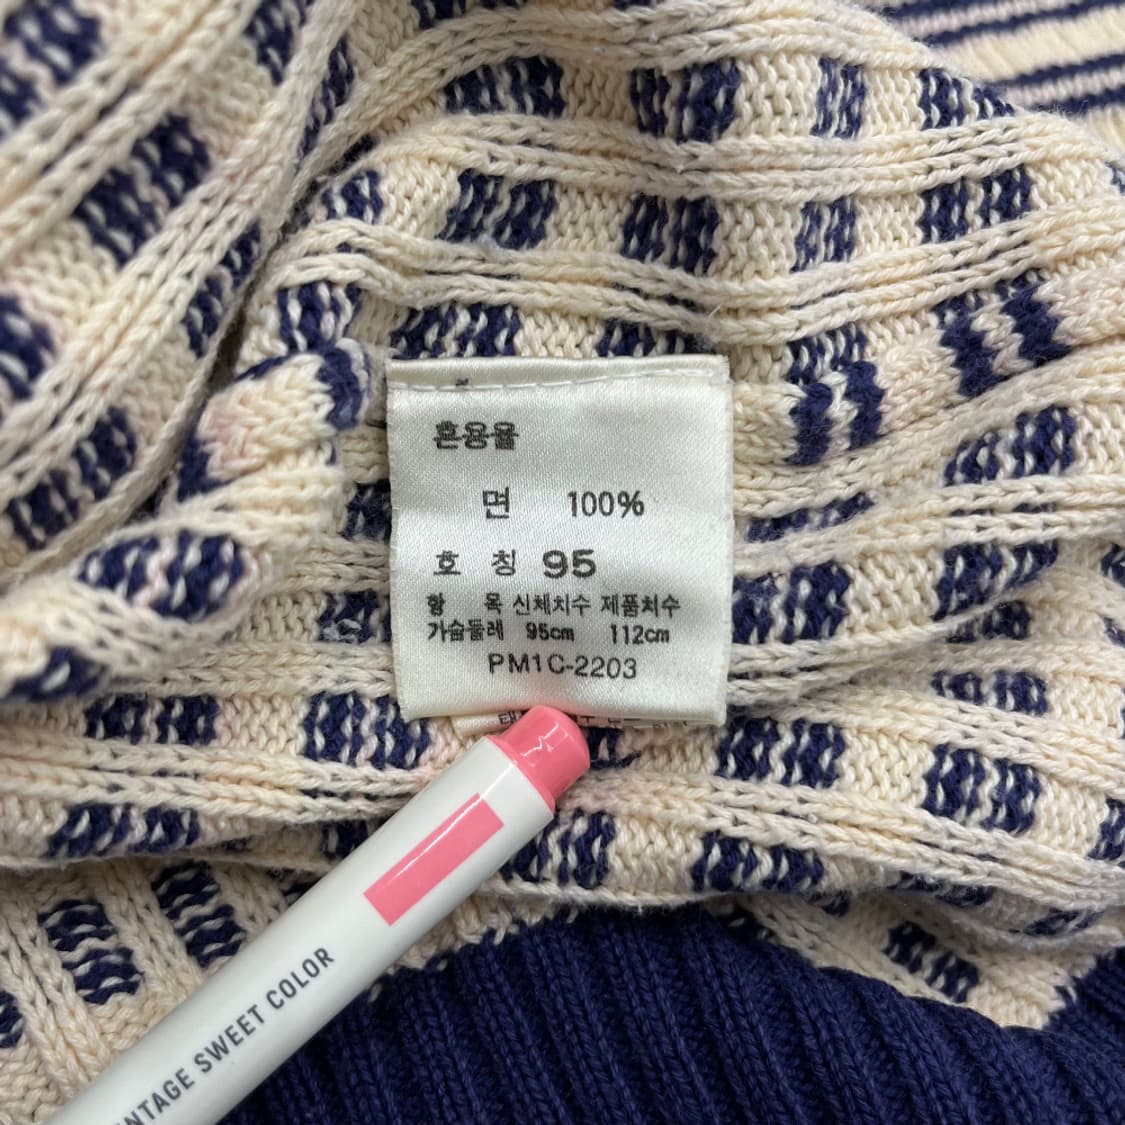 혼용율
면 100%
호 칭 95
항 목 신체치수 제품치수
가슴둘레 95cm 112cm
PM1C-2203
NTAGE SWEET COLOR